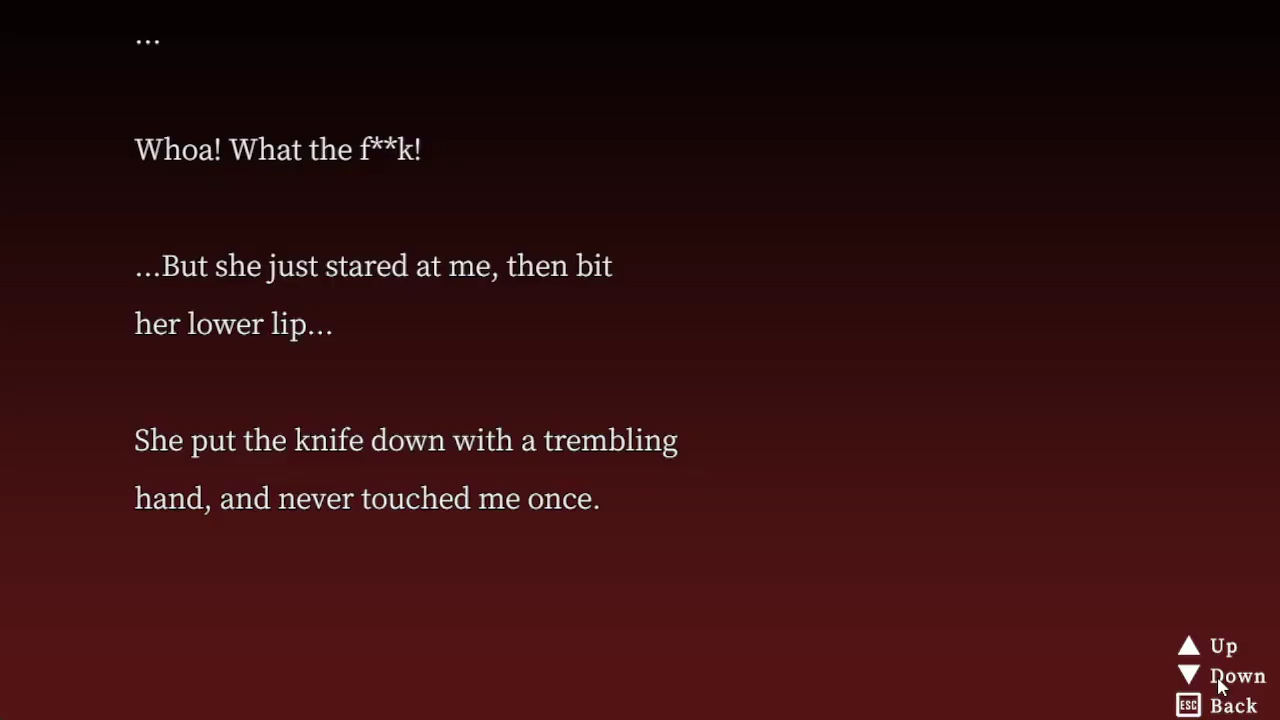 ...
Whoa! What the f**k!
...But she just stared at me, then bit
her lower lip...
She put the knife down with a trembling
hand, and never touched me once.
Up
Down
ESC Back